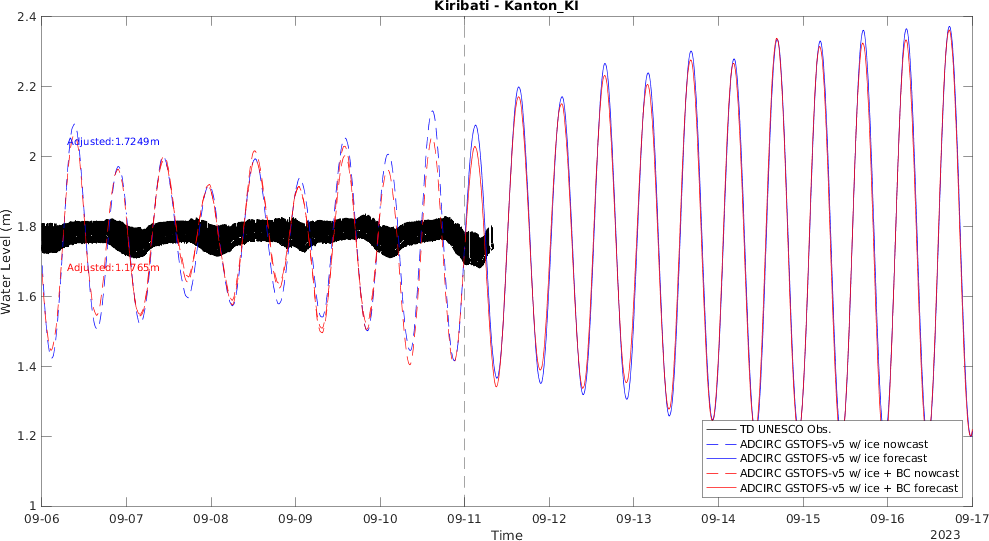 Kiribati - Kanton_KI
2.4
2.2
2
1.8
1.6
1.4
1.2
1
Water Level (m)
Adjusted:1.7249m
Adjusted:1.1765m
TD UNESCO Obs.
ADCIRC GSTOFS-v5 w/ ice nowcast
ADCIRC GSTOFS-v5 w/ ice forecast
ADCIRC GSTOFS-v5 w/ ice + BC nowcast
ADCIRC GSTOFS-v5 w/ ice + BC forecast
09-06 09-07 09-08 09-09 09-10 09-11 09-12 09-13 09-14 09-15 09-16 09-17
Time
2023